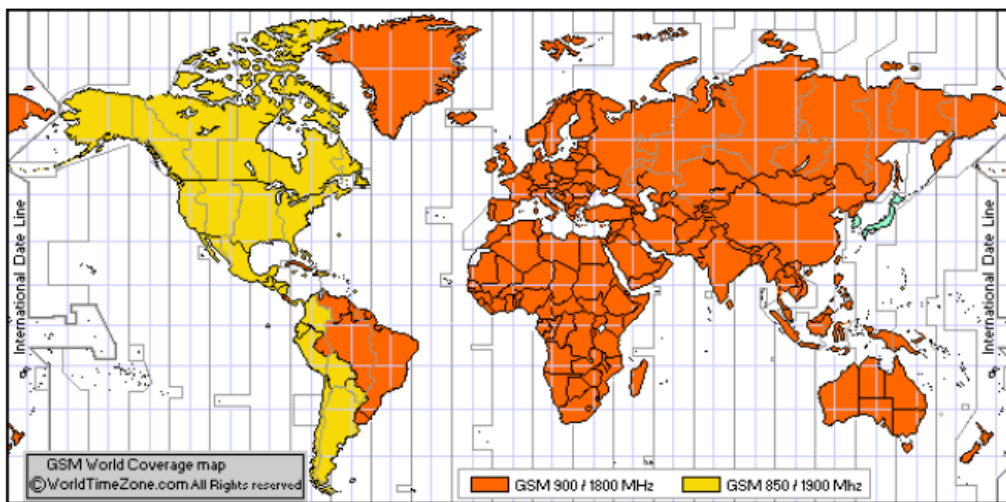 International Date Line
International Date Line
GSM World Coverage map
©WorldTimeZone.com All Rights reserved
GSM 900 / 1800 MHz
GSM 850 / 1900 Mhz